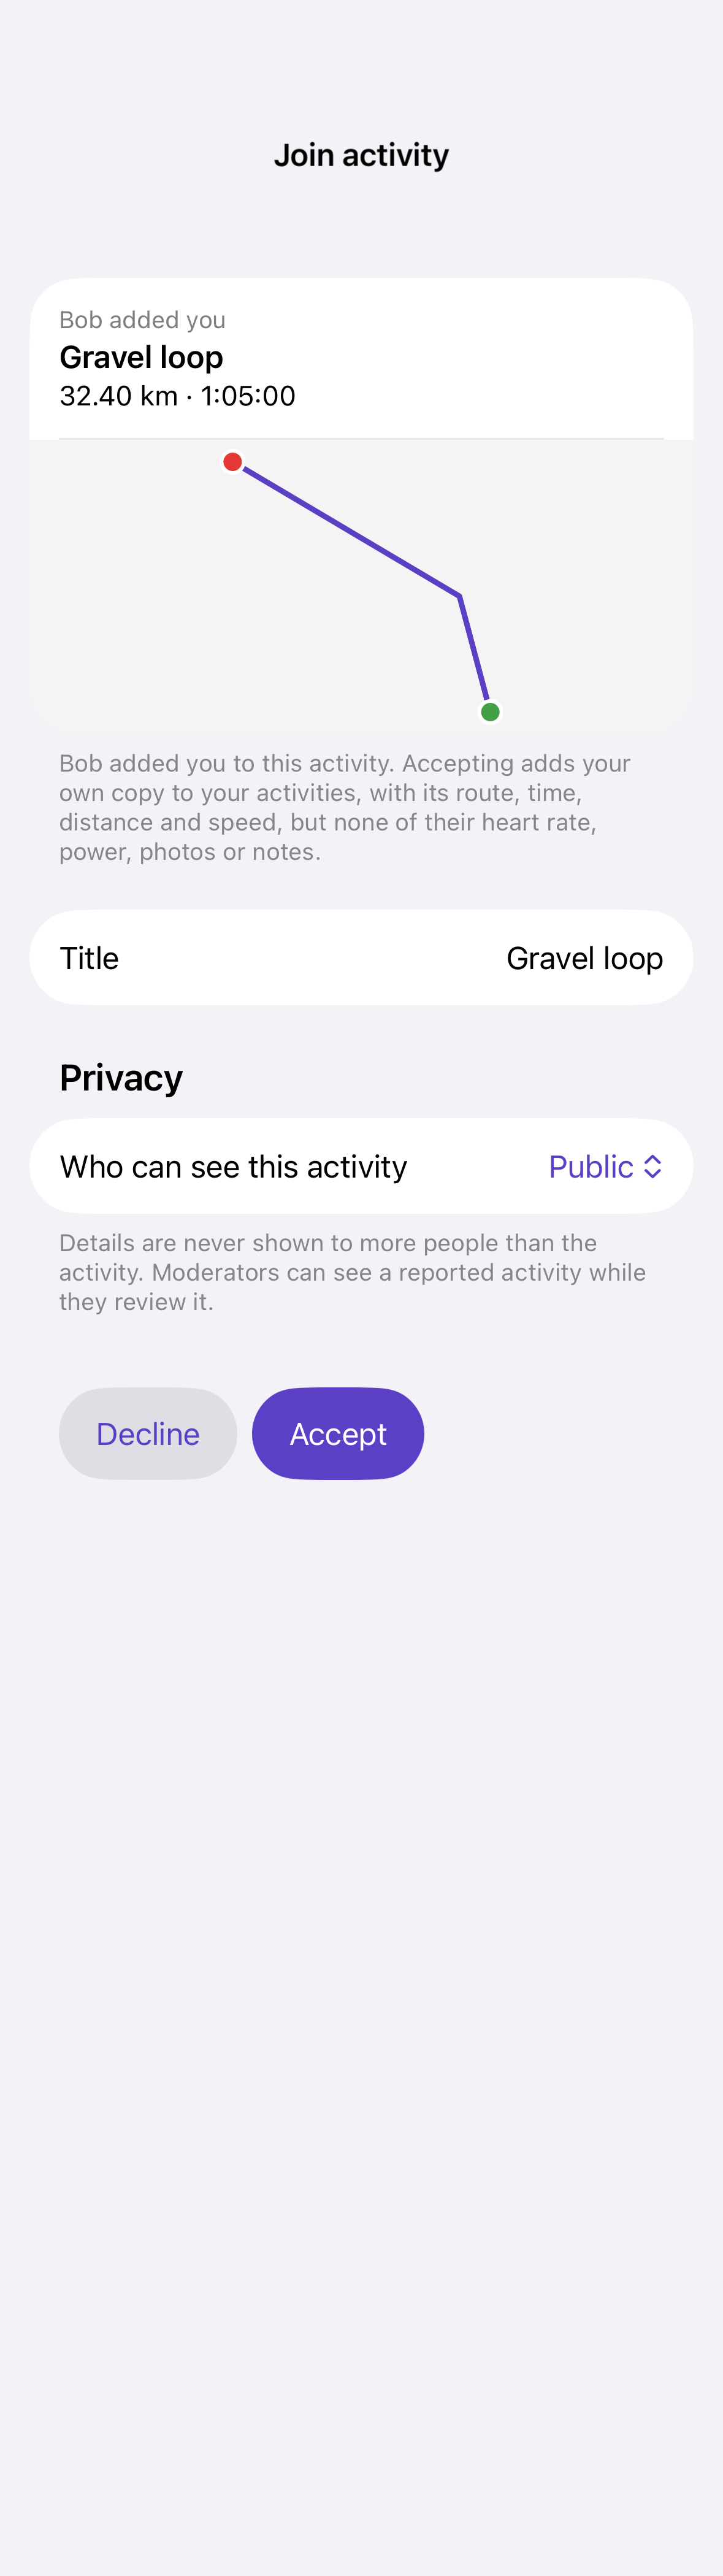 Join activity
Bob added you
Gravel loop
32.40 km · 1:05:00
Bob added you to this activity. Accepting adds your
own copy to your activities, with its route, time,
distance and speed, but none of their heart rate,
power, photos or notes.
Title Gravel loop
Privacy
Who can see this activity Public
Details are never shown to more people than the
activity. Moderators can see a reported activity while
they review it.
Decline Accept